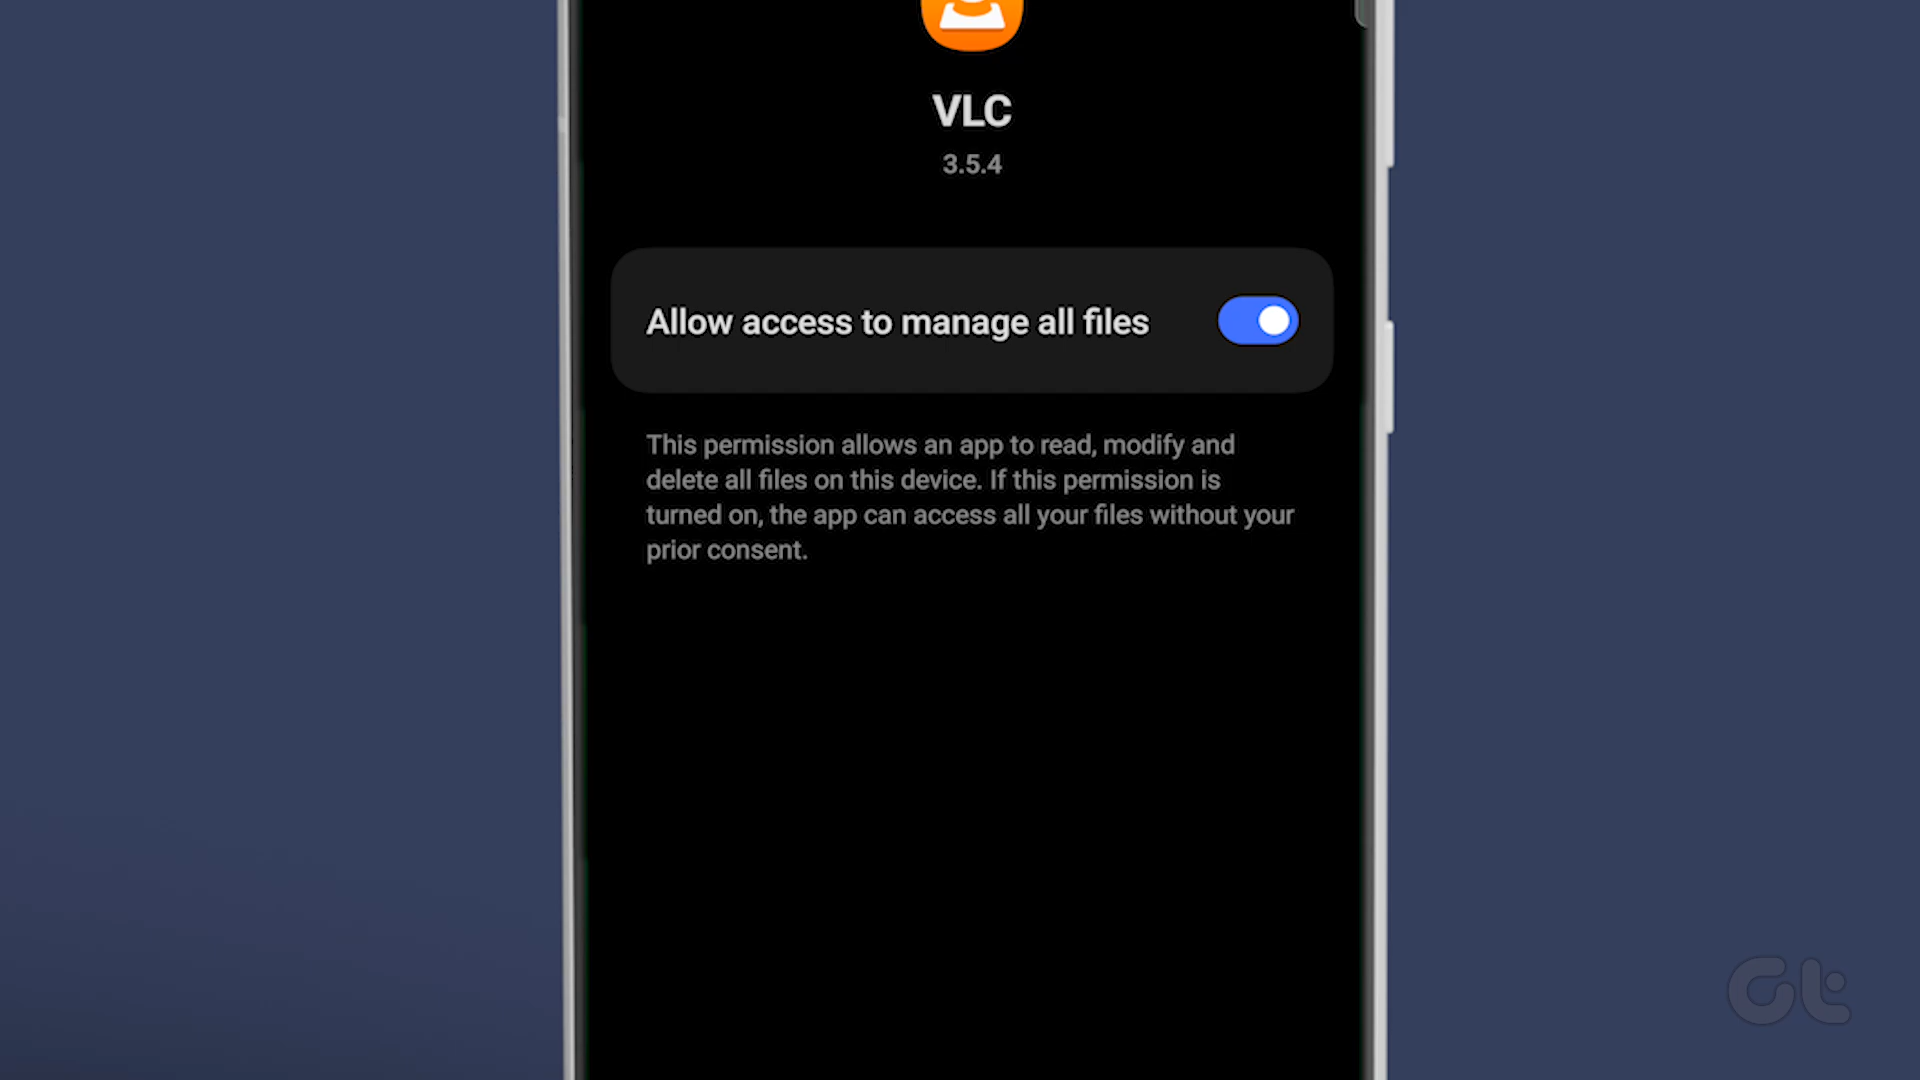 VLC
3.5.4
Allow access to manage all files
This permission allows an app to read, modify and
delete all files on this device. If this permission is
turned on, the app can access all your files without your
prior consent.
Gt